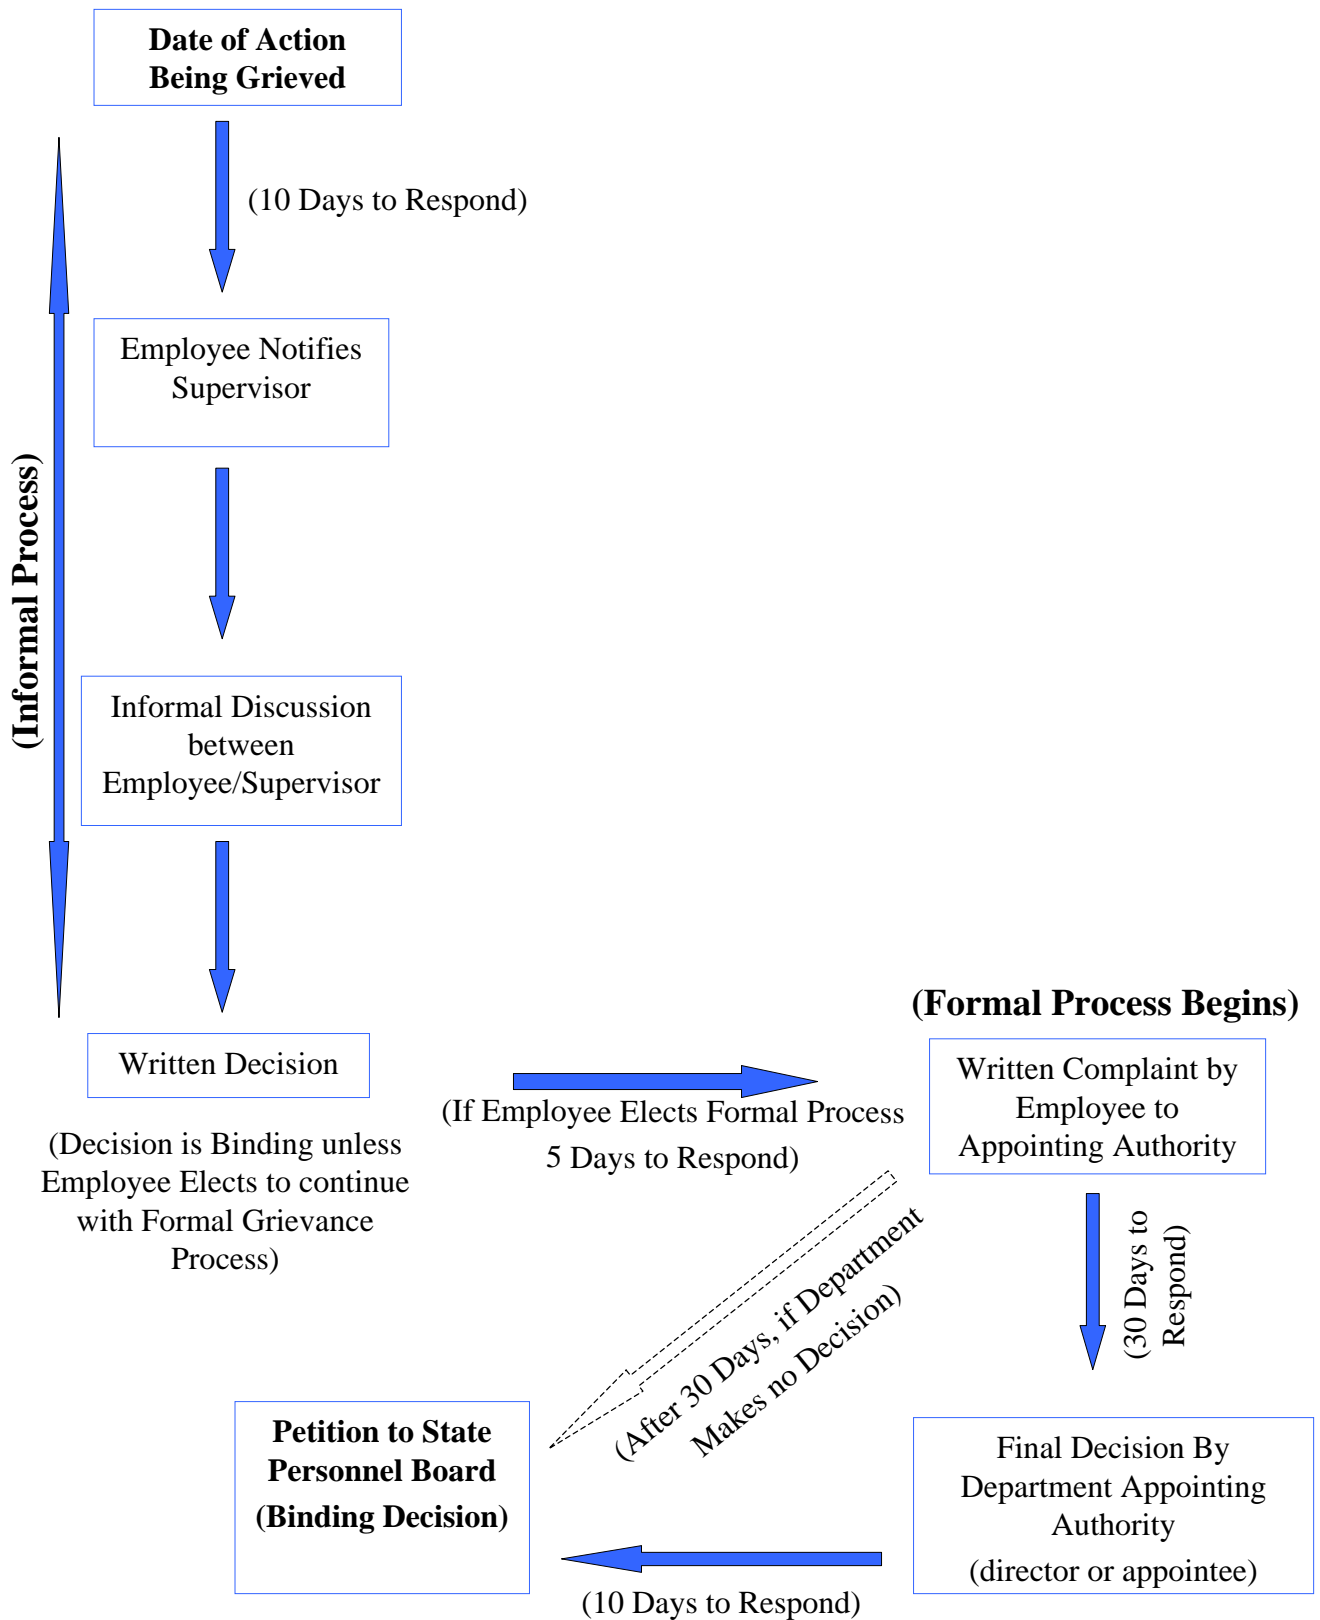 Date of Action
Being Grieved
(10 Days to Respond)
Employee Notifies
Supervisor
(Informal Process)
Informal Discussion
between
Employee/Supervisor
Written Decision
(Decision is Binding unless
Employee Elects to continue
with Formal Grievance
Process)
(If Employee Elects Formal Process
5 Days to Respond)
(Formal Process Begins)
Written Complaint by
Employee to
Appointing Authority
(30 Days to
Respond)
(After 30 Days, if Department
Makes no Decision)
Final Decision By
Department Appointing
Authority
(director or appointee)
(10 Days to Respond)
Petition to State
Personnel Board
(Binding Decision)